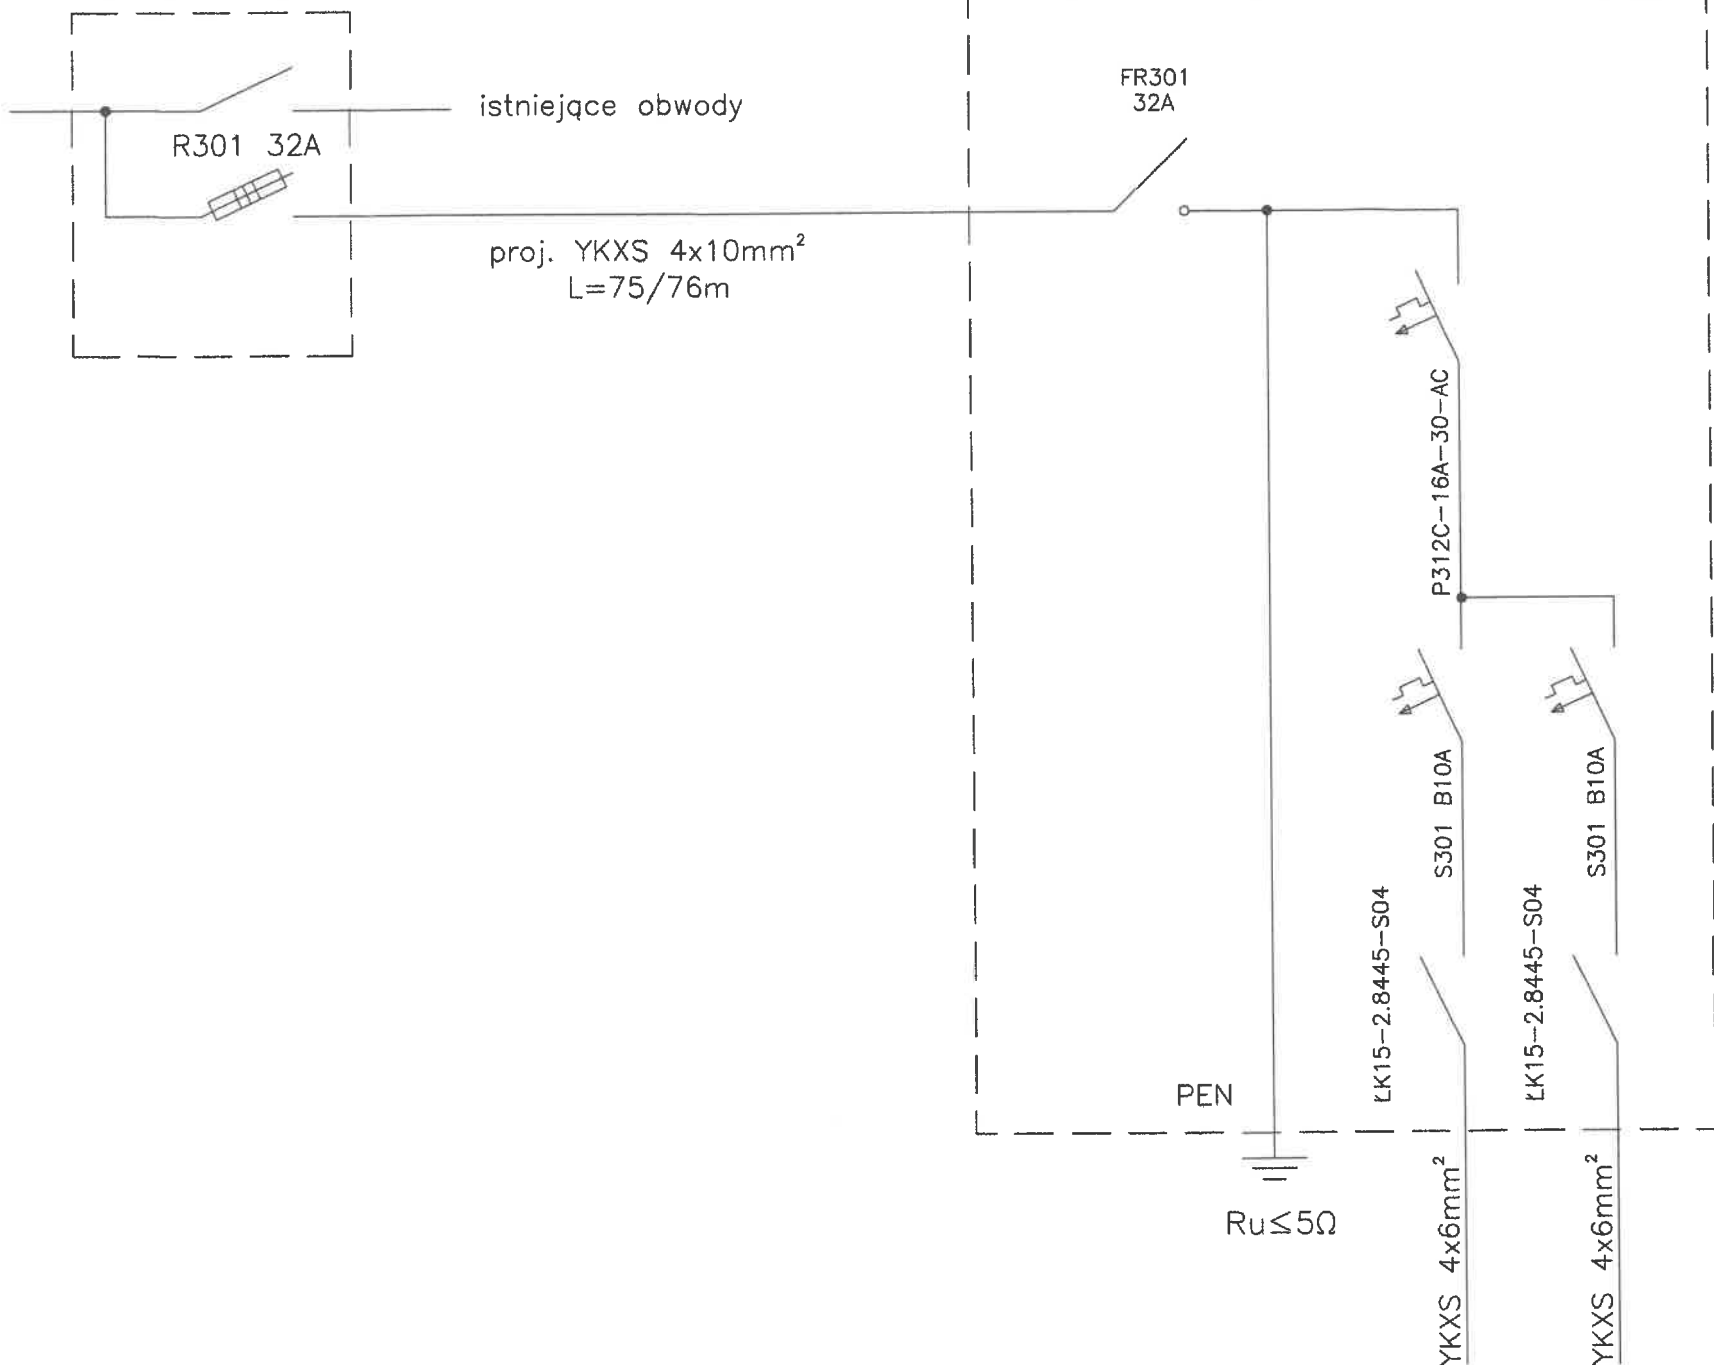 istniejące obwody
R301 32A
proj. YKXS 4x10mm²
L=75/76m
FR301
32A
P312C-16A-30-AC
S301 B10A
S301 B10A
ŁK15-2.8445-S04
ŁK15-2.8445-S04
PEN
Ru≤5Ω
YKXS 4x6mm²
YKXS 4x6mm²